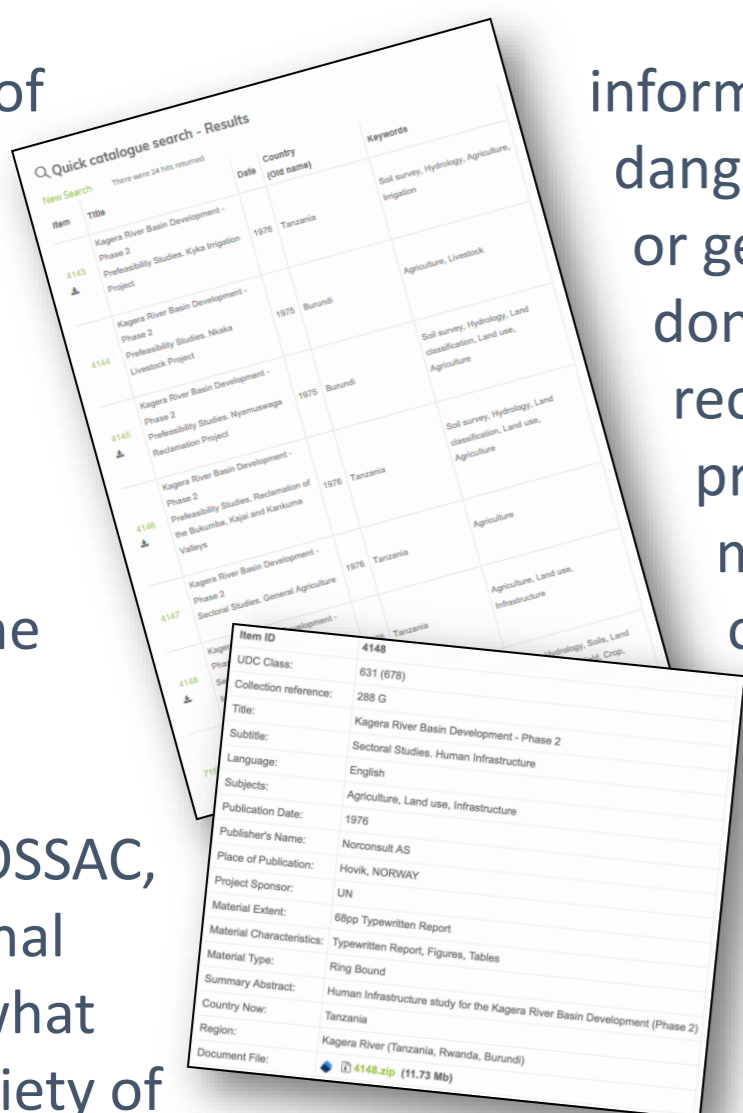 of
ne
OSSAC,
nal
what
iety of
inform
dang
or ge
don
rec
pr
Quick catalogue search - Results
New Search There were 24 hits returned
Item Title Date Country Keywords
(Old name)
4143 Kagera River Basin Development -
Phase 2
Prefeasibility Studies. Kyka Irrigation
Project
1976 Tanzania
Soil survey, Hydrology, Agriculture,
Irrigation
4144 Kagera River Basin Development -
Phase 2
Prefeasibility Studies. Nkaka
Livestock Project
1975 Burundi
Agriculture, Livestock
4145 Kagera River Basin Development -
Phase 2
Prefeasibility Studies. Nyamuswaga
Reclamation Project
1975 Burundi
Soil survey, Hydrology, Land
classification, Land use,
Agriculture
4146 Kagera River Basin Development -
Phase 2
Prefeasibility Studies. Reclamation of
the Bukumba, Kajai and Kankuma
Valleys
1976 Tanzania
Soil survey, Hydrology, Land
classification, Land use,
Agriculture
4147 Kagera River Basin Development -
Phase 2
Sectoral Studies. General Agriculture
1976 Tanzania
Agriculture
4148
Tanzania
Agriculture, Land use,
Infrastructure
Hydrology, Soils, Land
Crop,
Item ID 4148
UDC Class: 631 (678)
Collection reference: 288 G
Title: Kagera River Basin Development - Phase 2
Subtitle: Sectoral Studies. Human Infrastructure
Language: English
Subjects: Agriculture, Land use, Infrastructure
Publication Date: 1976
Publisher's Name: Norconsult AS
Place of Publication: Hovik, NORWAY
Project Sponsor: UN
Material Extent: 68pp Typewritten Report
Material Characteristics: Typewritten Report, Figures, Tables
Material Type: Ring Bound
Summary Abstract: Human Infrastructure study for the Kagera River Basin Development (Phase 2)
Country Now: Tanzania
Region: Kagera River (Tanzania, Rwanda, Burundi)
Document File: 4148.zip (11.73 Mb)